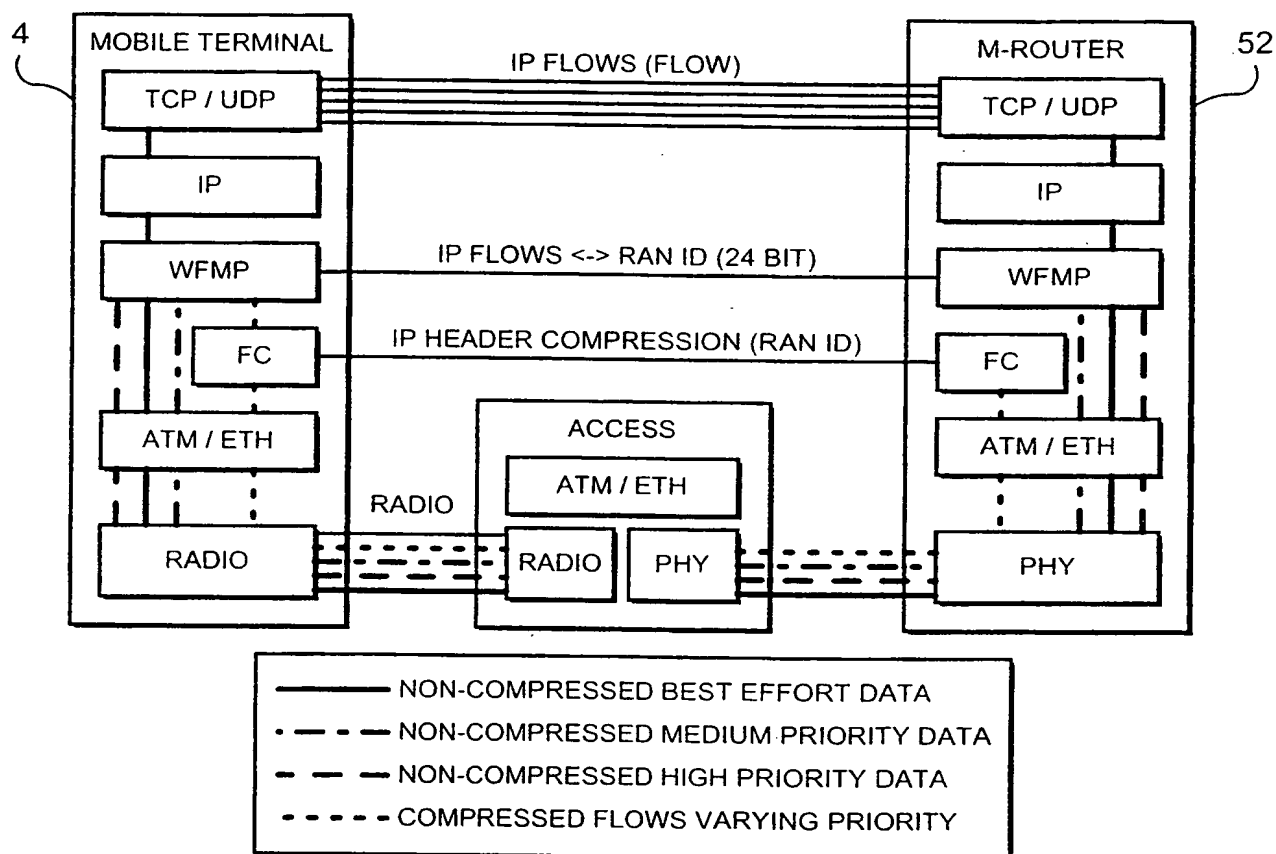 4
MOBILE TERMINAL
TCP / UDP
IP
WFMP
FC
ATM / ETH
RADIO
IP FLOWS (FLOW)
IP FLOWS <-> RAN ID (24 BIT)
IP HEADER COMPRESSION (RAN ID)
RADIO
ACCESS
ATM / ETH
RADIO
PHY
52
M-ROUTER
TCP / UDP
IP
WFMP
FC
ATM / ETH
PHY
NON-COMPRESSED BEST EFFORT DATA
NON-COMPRESSED MEDIUM PRIORITY DATA
NON-COMPRESSED HIGH PRIORITY DATA
COMPRESSED FLOWS VARYING PRIORITY